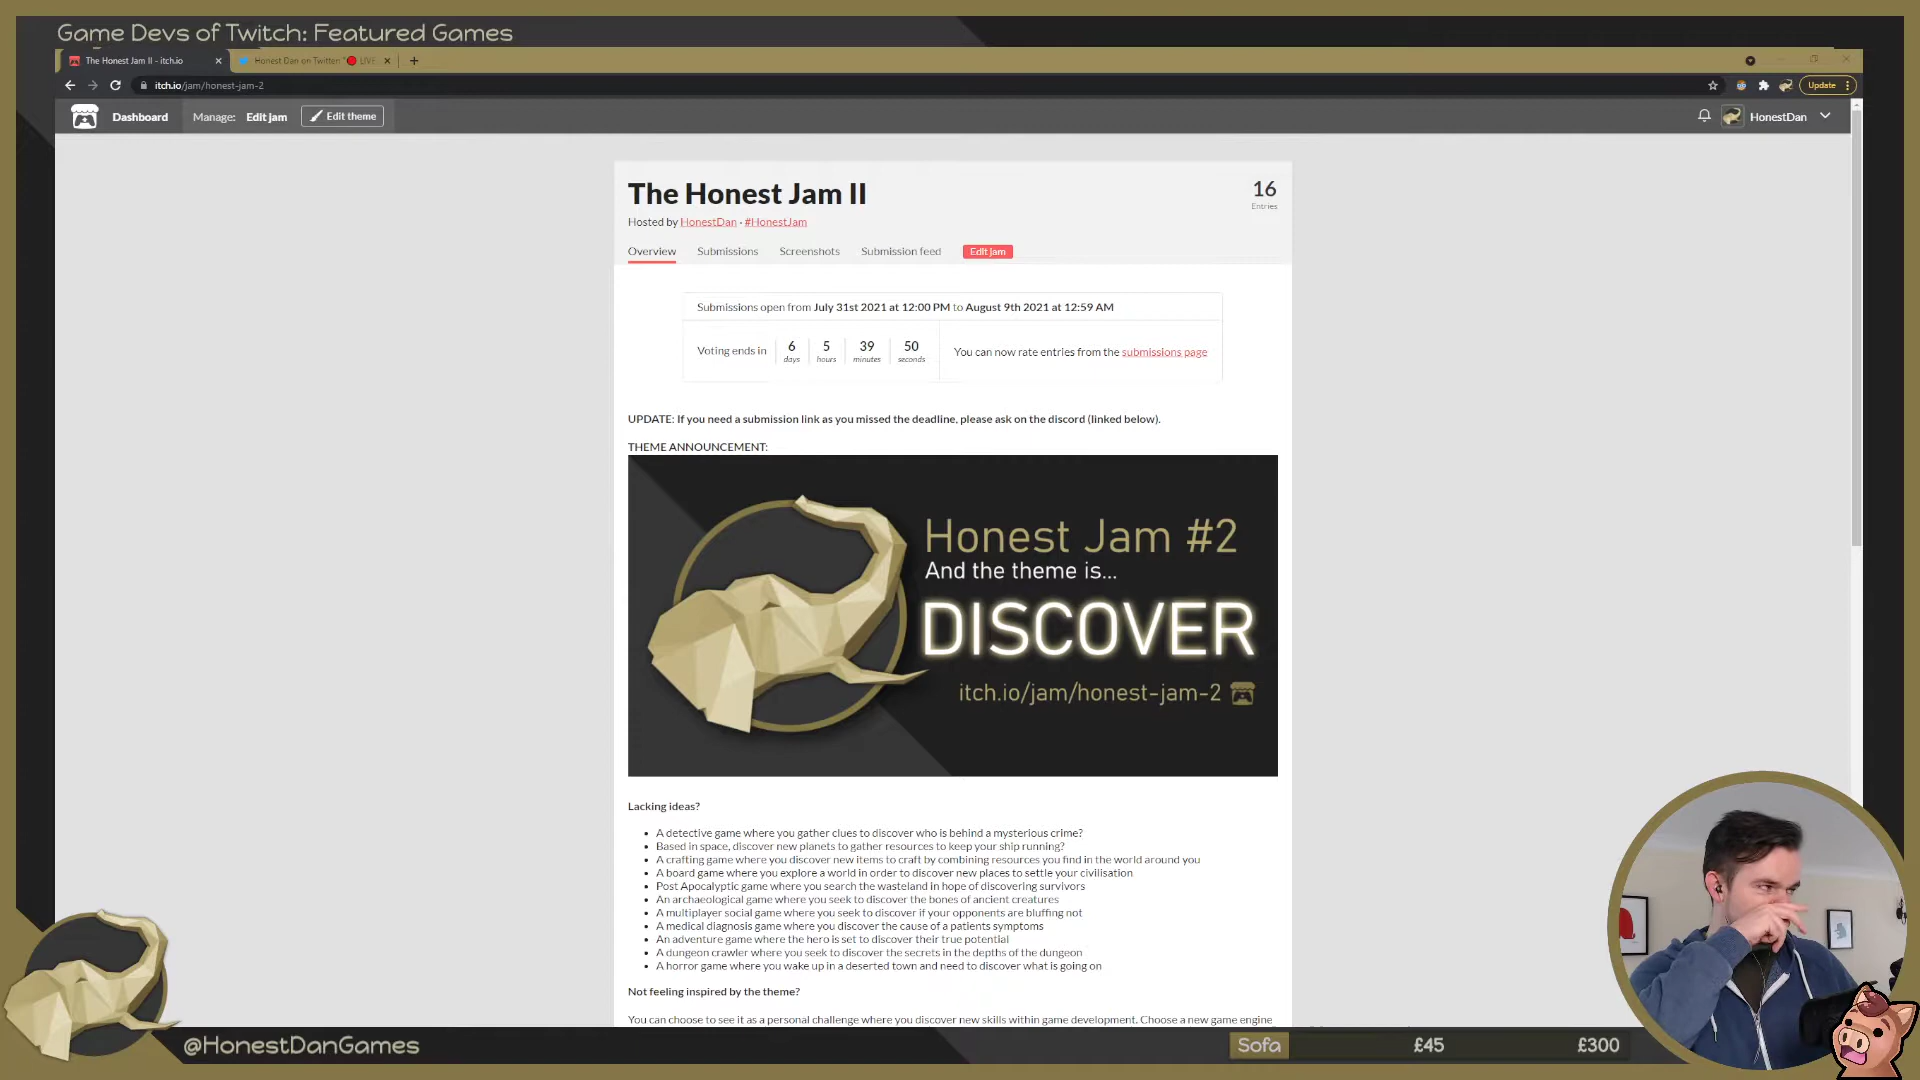 Game Devs of Twitch: Featured Games
The Honest Jam II - itch.io
Honest Dan on Twitter: "🔴 LIVE
itch.io/jam/honest-jam-2
Update
Dashboard
Manage:
Edit jam
Edit theme
HonestDan
The Honest Jam II
16
Entries
Hosted by HonestDan · #HonestJam
Overview
Submissions
Screenshots
Submission feed
Edit jam
Submissions open from July 31st 2021 at 12:00 PM to August 9th 2021 at 12:59 AM
Voting ends in
6 days
5 hours
39 minutes
50 seconds
You can now rate entries from the submissions page
UPDATE: If you need a submission link as you missed the deadline, please ask on the discord (linked below).
THEME ANNOUNCEMENT:
Honest Jam #2
And the theme is...
DISCOVER
itch.io/jam/honest-jam-2
Lacking ideas?
• A detective game where you gather clues to discover who is behind a mysterious crime?
• Based in space, discover new planets to gather resources to keep your ship running?
• A crafting game where you discover new items to craft by combining resources you find in the world around you
• A board game where you explore a world in order to discover new places to settle your civilisation
• Post Apocalyptic game where you search the wasteland in hope of discovering survivors
• An archaeological game where you seek to discover the bones of ancient creatures
• A multiplayer social game where you seek to discover if your opponents are bluffing not
• A medical diagnosis game where you discover the cause of a patients symptoms
• An adventure game where the hero is set to discover their true potential
• A dungeon crawler where you seek to discover the secrets in the depths of the dungeon
• A horror game where you wake up in a deserted town and need to discover what is going on
Not feeling inspired by the theme?
You can choose to see it as a personal challenge where you discover new skills within game development. Choose a new game engine
@HonestDanGames
Sofa
£45
£300